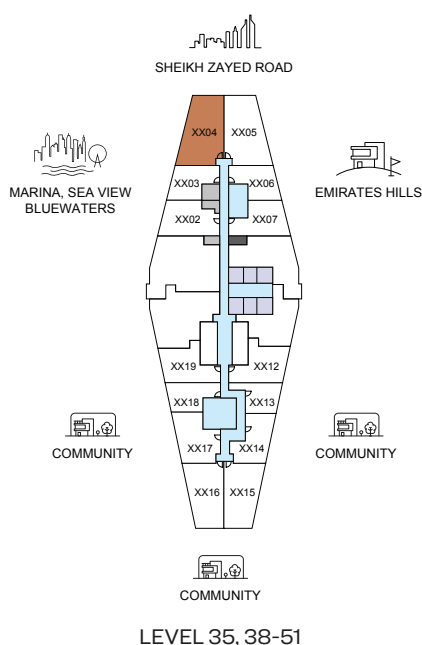 SHEIKH ZAYED ROAD
XX04
XX05
MARINA, SEA VIEW
BLUEWATERS
EMIRATES HILLS
XX03
XX06
XX02
XX07
XX19
XX12
XX18
XX13
COMMUNITY
COMMUNITY
XX17
XX14
XX16
XX15
COMMUNITY
LEVEL 35, 38-51